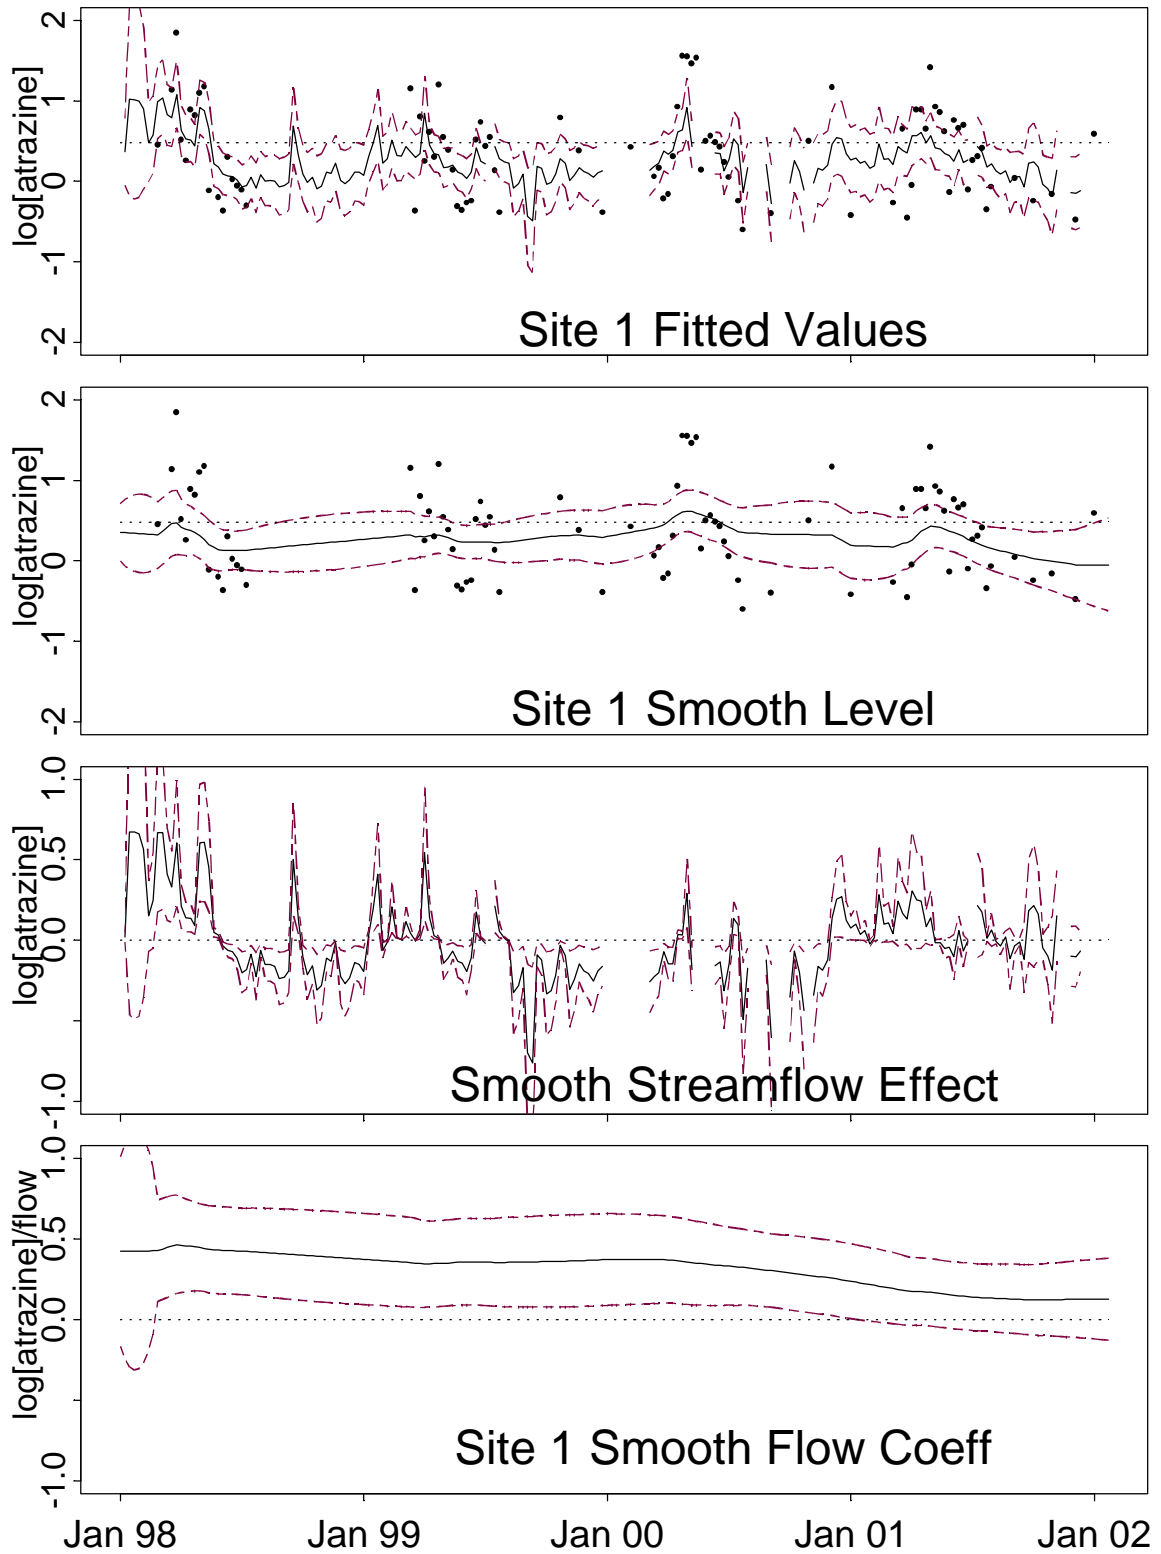 log[atrazine]
2
1
0
-1
-2
Site 1 Fitted Values
log[atrazine]
2
1
0
-1
-2
Site 1 Smooth Level
log[atrazine]
1.0
0.5
0.0
-1.0
Smooth Streamflow Effect
log[atrazine]/flow
1.0
0.5
0.0
-1.0
Site 1 Smooth Flow Coeff
Jan 98 Jan 99 Jan 00 Jan 01 Jan 02